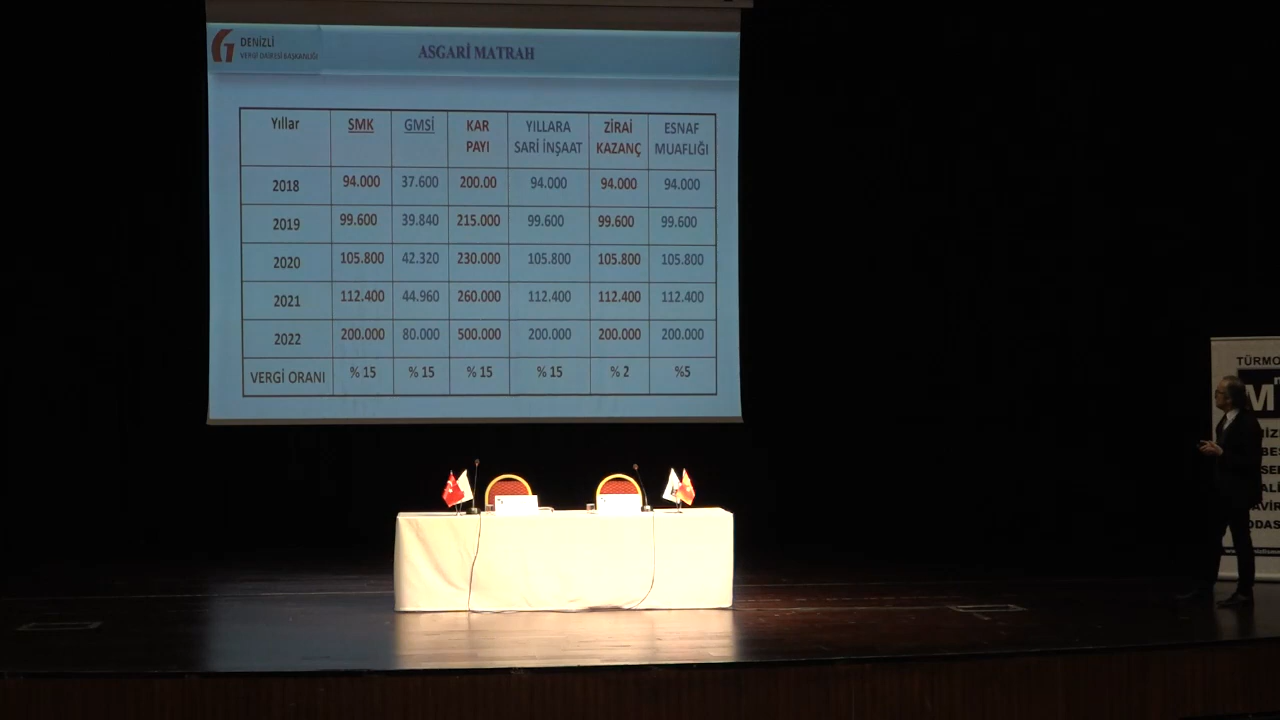 DENİZLİ
VERGİ DAİRESİ BAŞKANLIĞI
ASGARİ MATRAH
Yıllar SMK GMSİ KAR PAYI YILLARA SARİ İNŞAAT ZİRAİ KAZANÇ ESNAF MUAFLIĞI
2018 94.000 37.600 200.00 94.000 94.000 94.000
2019 99.600 39.840 215.000 99.600 99.600 99.600
2020 105.800 42.320 230.000 105.800 105.800 105.800
2021 112.400 44.960 260.000 112.400 112.400 112.400
2022 200.000 80.000 500.000 200.000 200.000 200.000
VERGİ ORANI % 15 % 15 % 15 % 15 % 2 %5
TÜRMO
M